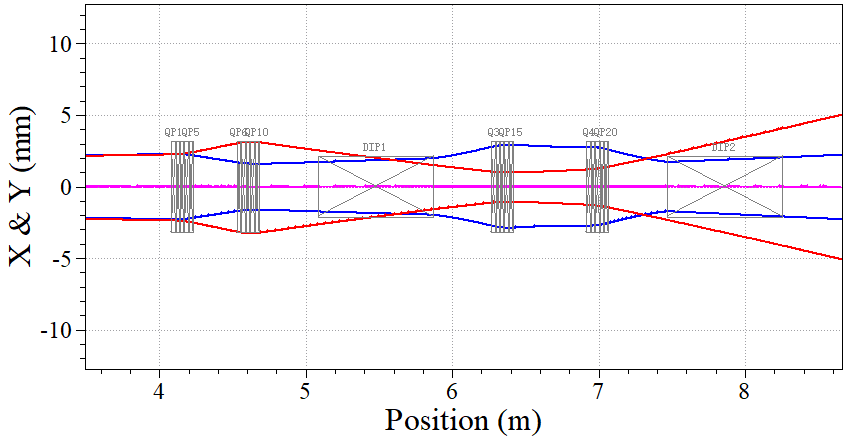 X & Y (mm)
10
5
0
-5
-10
QP1QP5 QP6QP10 DIP1 Q3QP15 Q4QP20 DIP2
4 5 6 7 8
Position (m)